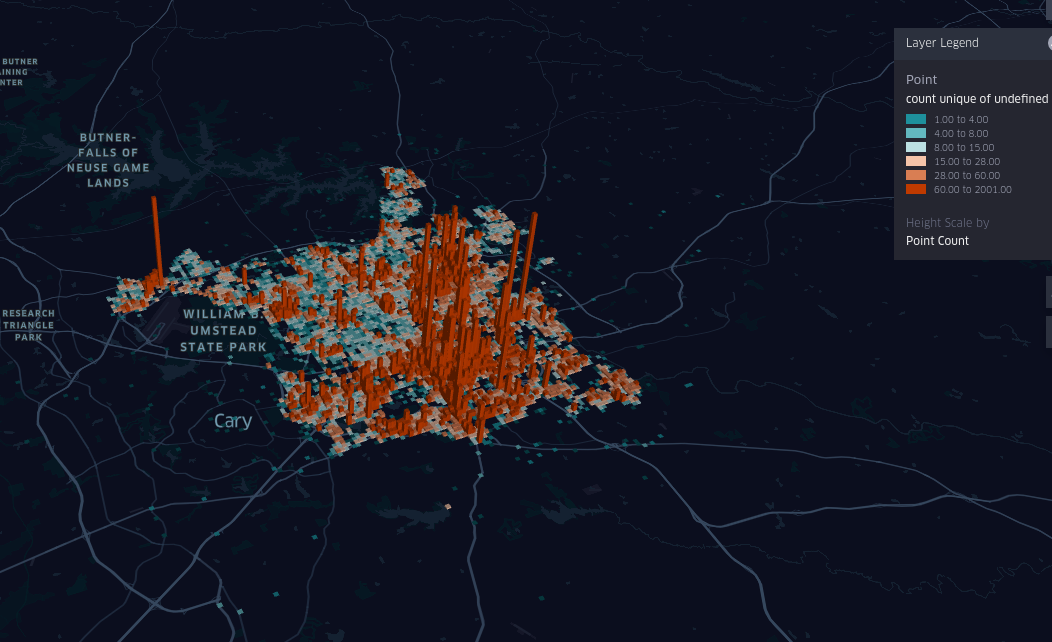 BUTNER
AINING
NTER
BUTNER-
FALLS OF
NEUSE GAME
LANDS
RESEARCH
TRIANGLE
PARK
WILLIAM B.
UMSTEAD
STATE PARK
Cary
Layer Legend
Point
count unique of undefined
1.00 to 4.00
4.00 to 8.00
8.00 to 15.00
15.00 to 28.00
28.00 to 60.00
60.00 to 2001.00
Height Scale by
Point Count